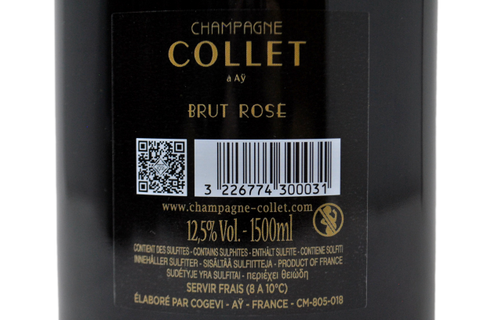 CHAMPAGNE
COLLET
à Aÿ
BRUT ROSÉ
3 226774 300031
www.champagne-collet.com
12,5% Vol. - 1500ml
CONTIENT DES SULFITES - CONTAINS SULPHITES - ENTHÄLT SULFITE - CONTIENE SOLFITI
INNEHÅLLER SULFITER - SISÄLTÄÄ SULFIITTEJA - PRODUCT OF FRANCE
SUDĖTYJE YRA SULFITAI - περιέχει θειώδη
SERVIR FRAIS (8 A 10°C)
ÉLABORÉ PAR COGEVI - AŸ - FRANCE - CM-805-018